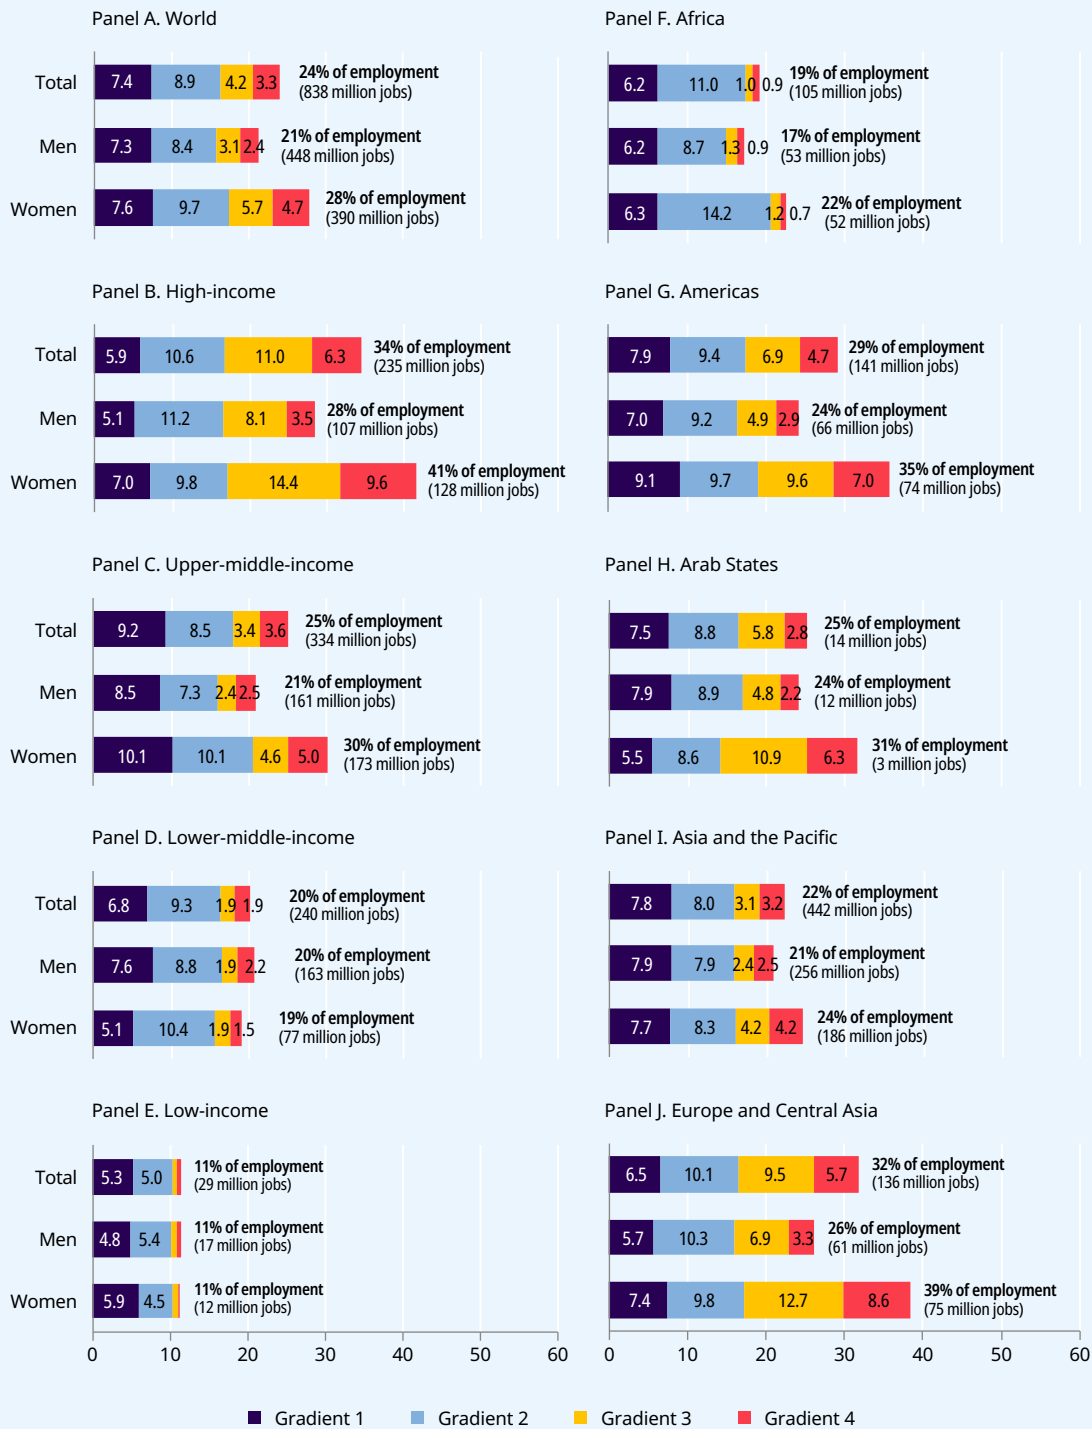 Panel A. World
Total 7.4 8.9 4.2 3.3 24% of employment
(838 million jobs)
Men 7.3 8.4 3.1 2.4 21% of employment
(448 million jobs)
Women 7.6 9.7 5.7 4.7 28% of employment
(390 million jobs)
Panel B. High-income
Total 5.9 10.6 11.0 6.3 34% of employment
(235 million jobs)
Men 5.1 11.2 8.1 3.5 28% of employment
(107 million jobs)
Women 7.0 9.8 14.4 9.6 41% of employment
(128 million jobs)
Panel C. Upper-middle-income
Total 9.2 8.5 3.4 3.6 25% of employment
(334 million jobs)
Men 8.5 7.3 2.4 2.5 21% of employment
(161 million jobs)
Women 10.1 10.1 4.6 5.0 30% of employment
(173 million jobs)
Panel D. Lower-middle-income
Total 6.8 9.3 1.9 1.9 20% of employment
(240 million jobs)
Men 7.6 8.8 1.9 2.2 20% of employment
(163 million jobs)
Women 5.1 10.4 1.9 1.5 19% of employment
(77 million jobs)
Panel E. Low-income
Total 5.3 5.0 11% of employment
(29 million jobs)
Men 4.8 5.4 11% of employment
(17 million jobs)
Women 5.9 4.5 11% of employment
(12 million jobs)
0 10 20 30 40 50 60
Panel F. Africa
6.2 11.0 1.0 0.9 19% of employment
(105 million jobs)
6.2 8.7 1.3 0.9 17% of employment
(53 million jobs)
6.3 14.2 1.2 0.7 22% of employment
(52 million jobs)
Panel G. Americas
7.9 9.4 6.9 4.7 29% of employment
(141 million jobs)
7.0 9.2 4.9 2.9 24% of employment
(66 million jobs)
9.1 9.7 9.6 7.0 35% of employment
(74 million jobs)
Panel H. Arab States
7.5 8.8 5.8 2.8 25% of employment
(14 million jobs)
7.9 8.9 4.8 2.2 24% of employment
(12 million jobs)
5.5 8.6 10.9 6.3 31% of employment
(3 million jobs)
Panel I. Asia and the Pacific
7.8 8.0 3.1 3.2 22% of employment
(442 million jobs)
7.9 7.9 2.4 2.5 21% of employment
(256 million jobs)
7.7 8.3 4.2 4.2 24% of employment
(186 million jobs)
Panel J. Europe and Central Asia
6.5 10.1 9.5 5.7 32% of employment
(136 million jobs)
5.7 10.3 6.9 3.3 26% of employment
(61 million jobs)
7.4 9.8 12.7 8.6 39% of employment
(75 million jobs)
0 10 20 30 40 50 60
Gradient 1 Gradient 2 Gradient 3 Gradient 4